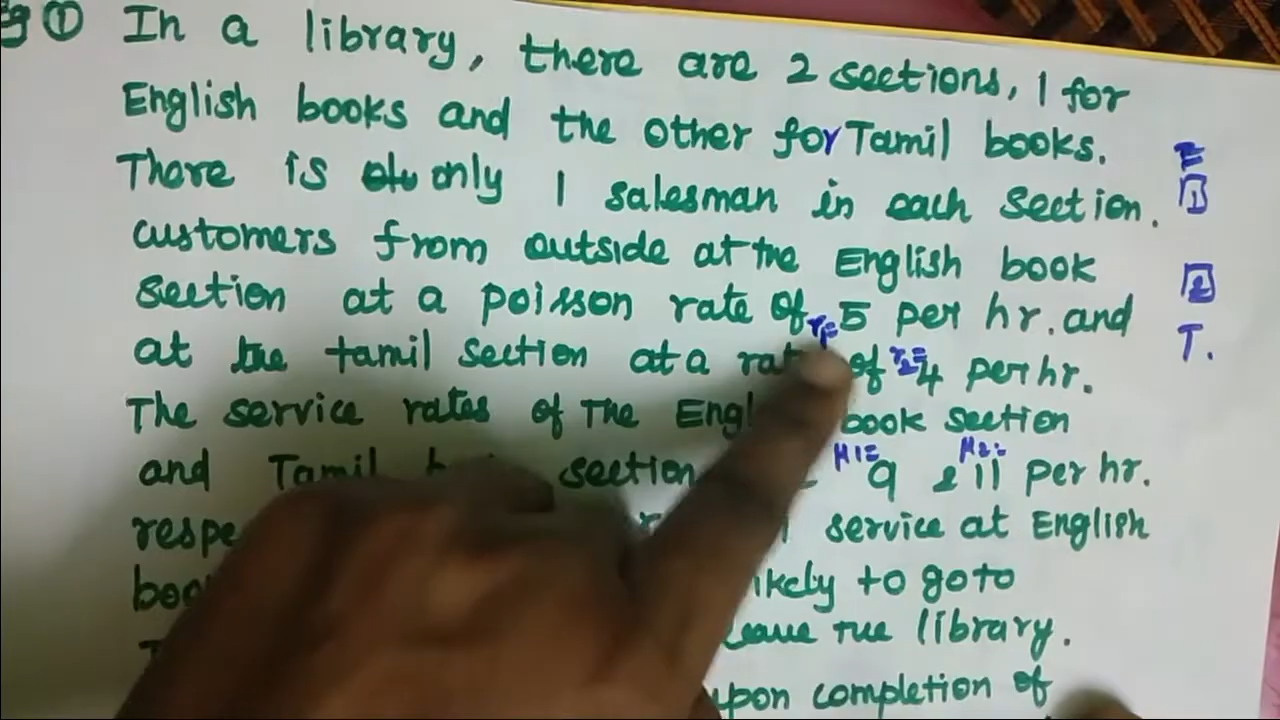 g ① In a library, there are 2 sections, 1 for
English books and the other for Tamil books.
There is only 1 salesman in each section.
customers from outside at the English book
section at a poisson rate of 5 per hr. and
at the tamil section at a rate of r2= 4 per hr.
The service rates of The book section
and Tamil section M1= 9 & M2= 11 per hr.
service at English
to goto
leave the library.
upon completion of
E
1
2
T.